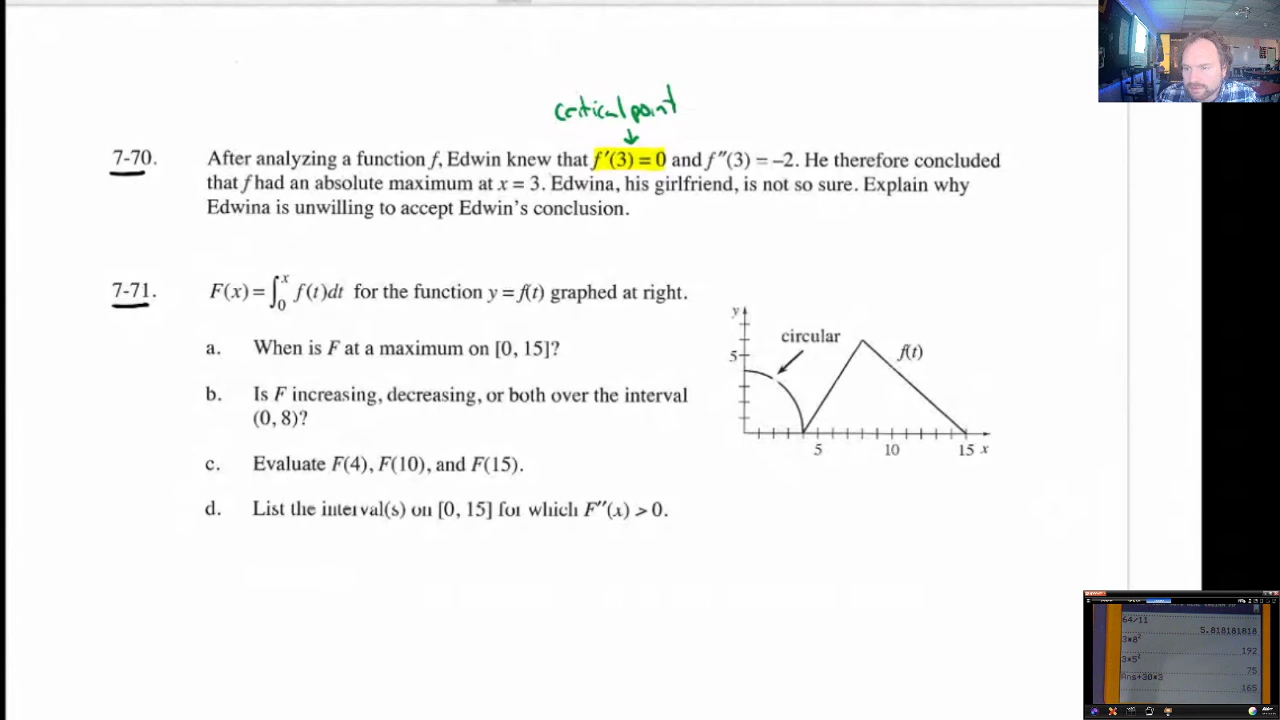 critical point
7-70. After analyzing a function f, Edwin knew that f′(3) = 0 and f″(3) = –2. He therefore concluded
that f had an absolute maximum at x = 3. Edwina, his girlfriend, is not so sure. Explain why
Edwina is unwilling to accept Edwin's conclusion.
7-71. F(x) = ∫₀ˣ f(t)dt for the function y = f(t) graphed at right.
a. When is F at a maximum on [0, 15]?
b. Is F increasing, decreasing, or both over the interval
(0, 8)?
c. Evaluate F(4), F(10), and F(15).
d. List the interval(s) on [0, 15] for which F″(x) > 0.
y
circular
f(t)
5
5 10 15 x
64/11
5.818181818
3*8²
192
3*5²
75
Ans+30*3
165